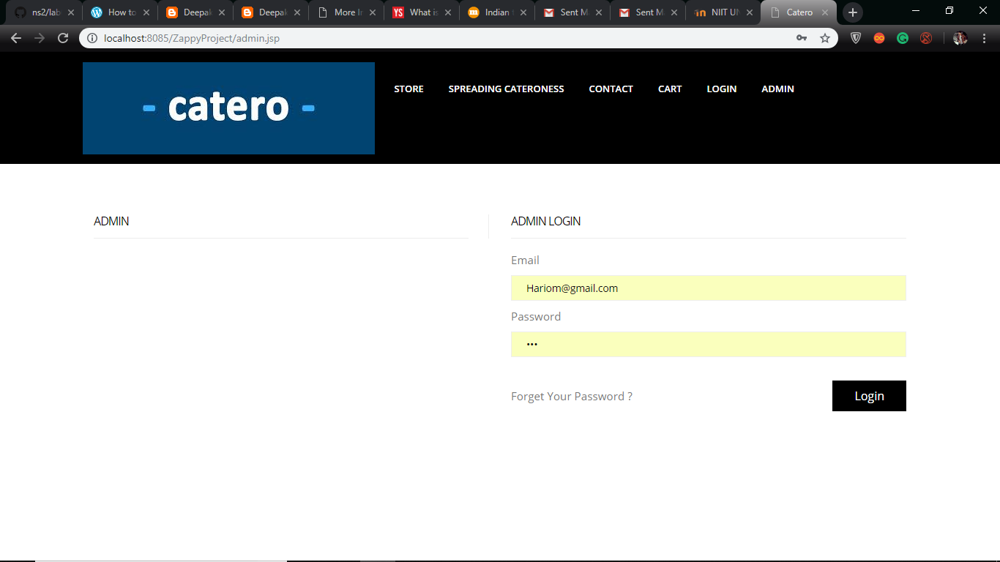 ns2/lab How to Deepak Deepak More In YS What is m Indian Sent M Sent M NIIT UN Catero
localhost:8085/ZappyProject/admin.jsp
- catero -
STORE SPREADING CATERONESS CONTACT CART LOGIN ADMIN
ADMIN
ADMIN LOGIN
Email
Hariom@gmail.com
Password
•••
Forget Your Password ?
Login